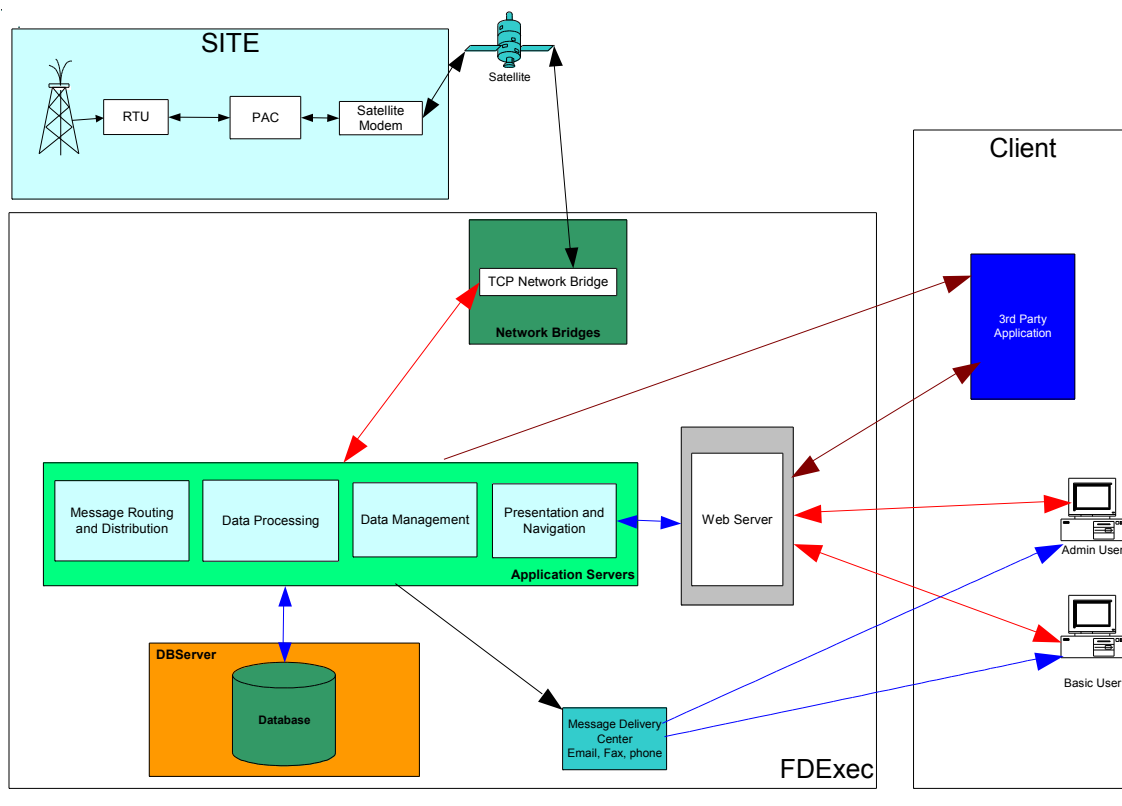 SITE
Satellite
RTU
PAC
Satellite
Modem
Client
TCP Network Bridge
Network Bridges
3rd Party
Application
Message Routing
and Distribution
Data Processing
Data Management
Presentation and
Navigation
Application Servers
Web Server
Admin User
Basic User
DBServer
Database
Message Delivery
Center
Email, Fax, phone
FDExec